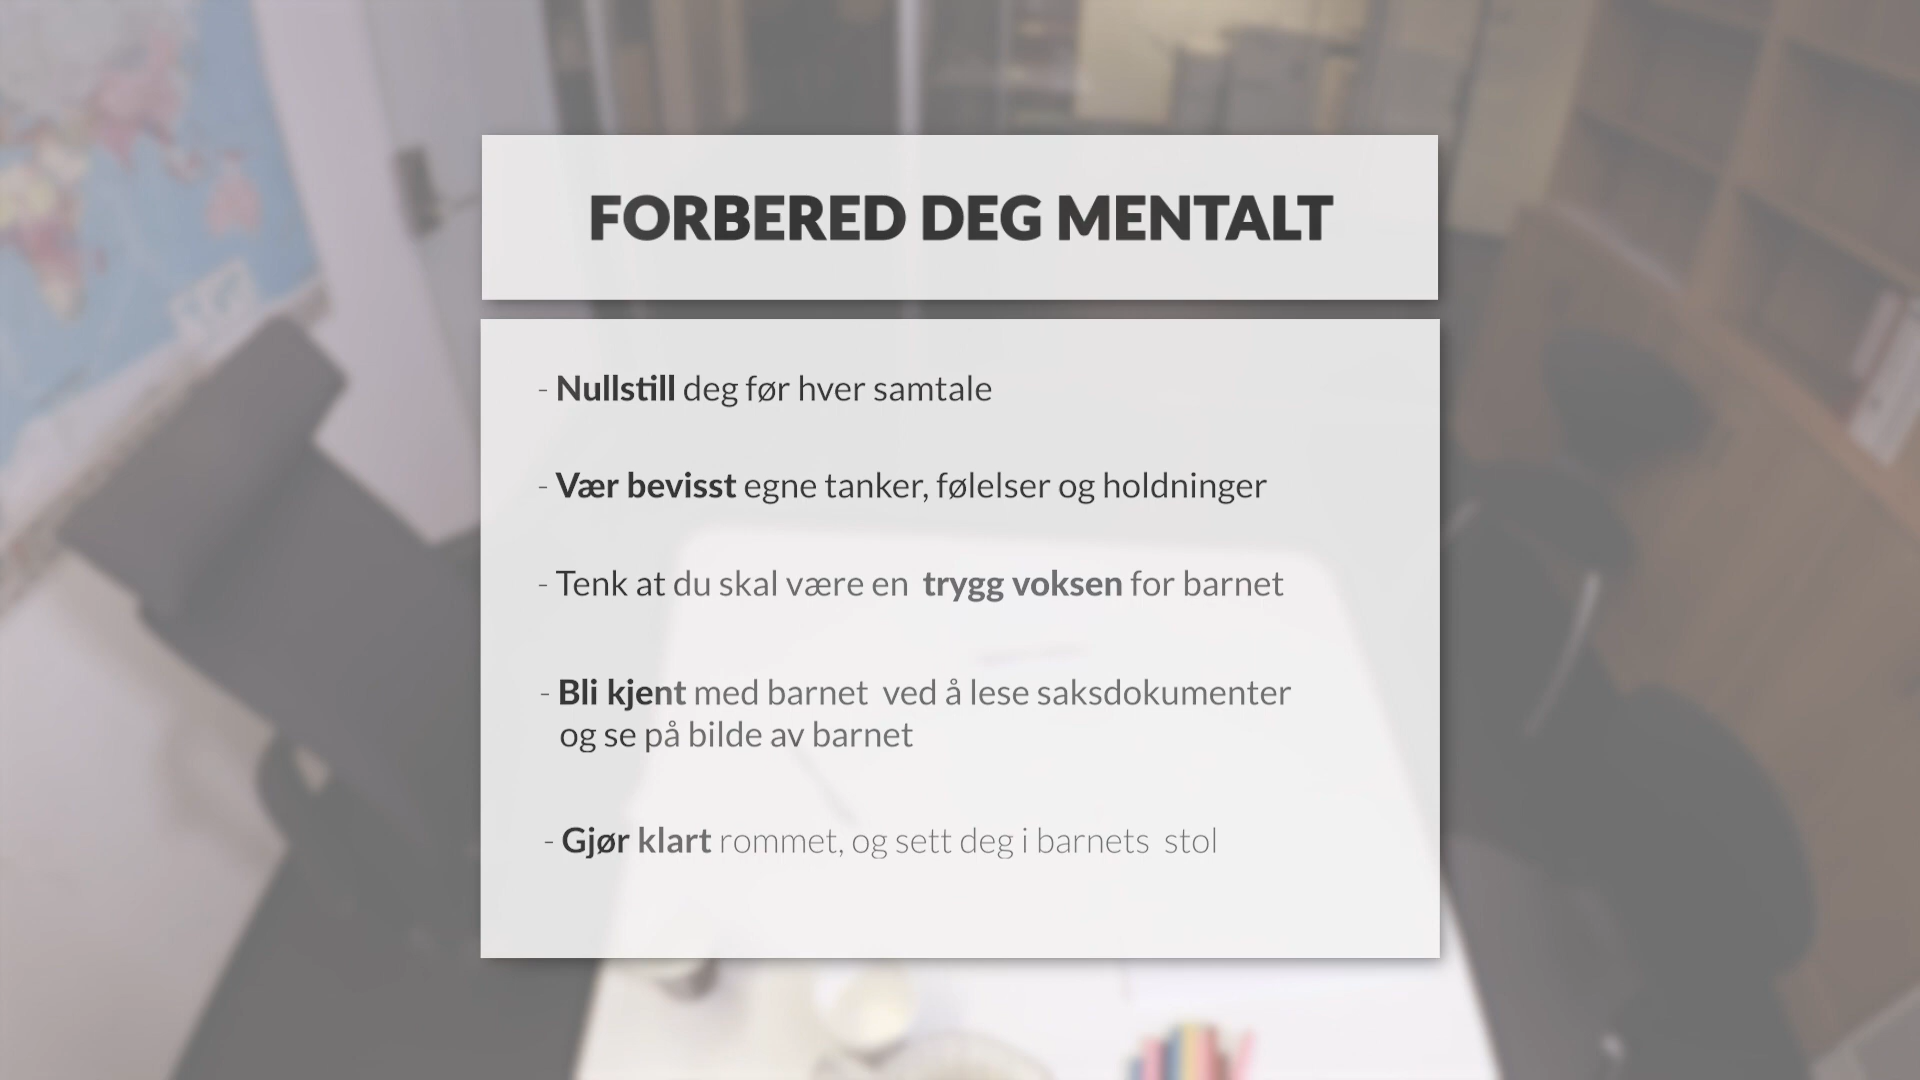 FORBERED DEG MENTALT
- Nullstill deg før hver samtale
- Vær bevisst egne tanker, følelser og holdninger
- Tenk at du skal være en trygg voksen for barnet
- Bli kjent med barnet ved å lese saksdokumenter
og se på bilde av barnet
- Gjør klart rommet, og sett deg i barnets stol